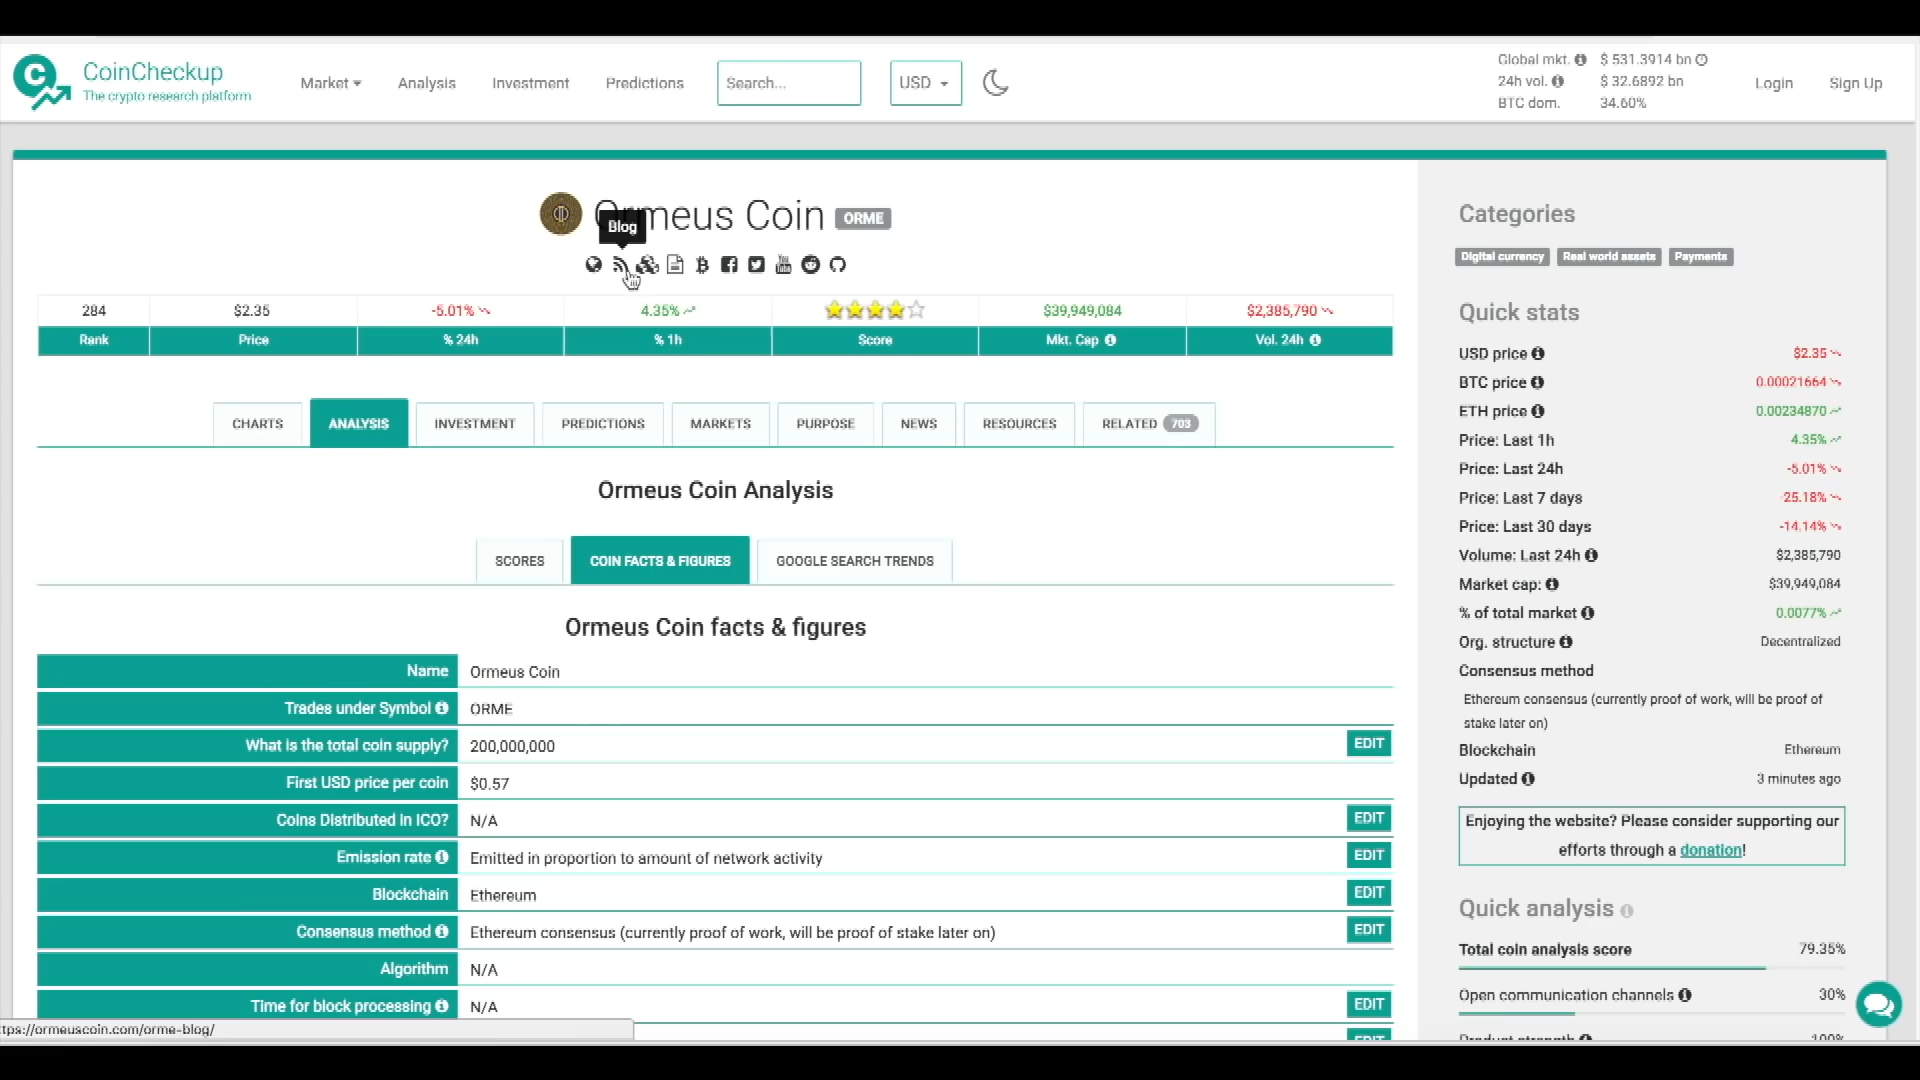 CoinCheckup
The crypto research platform
Market
Analysis
Investment
Predictions
Search...
USD
Global mkt. $ 531.3914 bn
24h vol. $ 32.6892 bn
BTC dom. 34.60%
Login
Sign Up
Ormeus Coin ORME
Blog
284 $2.35 -5.01% 4.35% $39,949,084 $2,385,790
Rank Price % 24h % 1h Score Mkt. Cap Vol. 24h
CHARTS ANALYSIS INVESTMENT PREDICTIONS MARKETS PURPOSE NEWS RESOURCES RELATED 703
Ormeus Coin Analysis
SCORES COIN FACTS & FIGURES GOOGLE SEARCH TRENDS
Ormeus Coin facts & figures
Name Ormeus Coin
Trades under Symbol ORME
What is the total coin supply? 200,000,000 EDIT
First USD price per coin $0.57
Coins Distributed in ICO? N/A EDIT
Emission rate Emitted in proportion to amount of network activity EDIT
Blockchain Ethereum EDIT
Consensus method Ethereum consensus (currently proof of work, will be proof of stake later on) EDIT
Algorithm N/A
Time for block processing N/A EDIT
EDIT
tps://ormeuscoin.com/orme-blog/
Categories
Digital currency Real world assets Payments
Quick stats
USD price $2.35
BTC price 0.00021664
ETH price 0.00234870
Price: Last 1h 4.35%
Price: Last 24h -5.01%
Price: Last 7 days -25.18%
Price: Last 30 days -14.14%
Volume: Last 24h $2,385,790
Market cap: $39,949,084
% of total market 0.0077%
Org. structure Decentralized
Consensus method
Ethereum consensus (currently proof of work, will be proof of
stake later on)
Blockchain Ethereum
Updated 3 minutes ago
Enjoying the website? Please consider supporting our
efforts through a donation!
Quick analysis
Total coin analysis score 79.35%
Open communication channels 30%
Product strength 100%